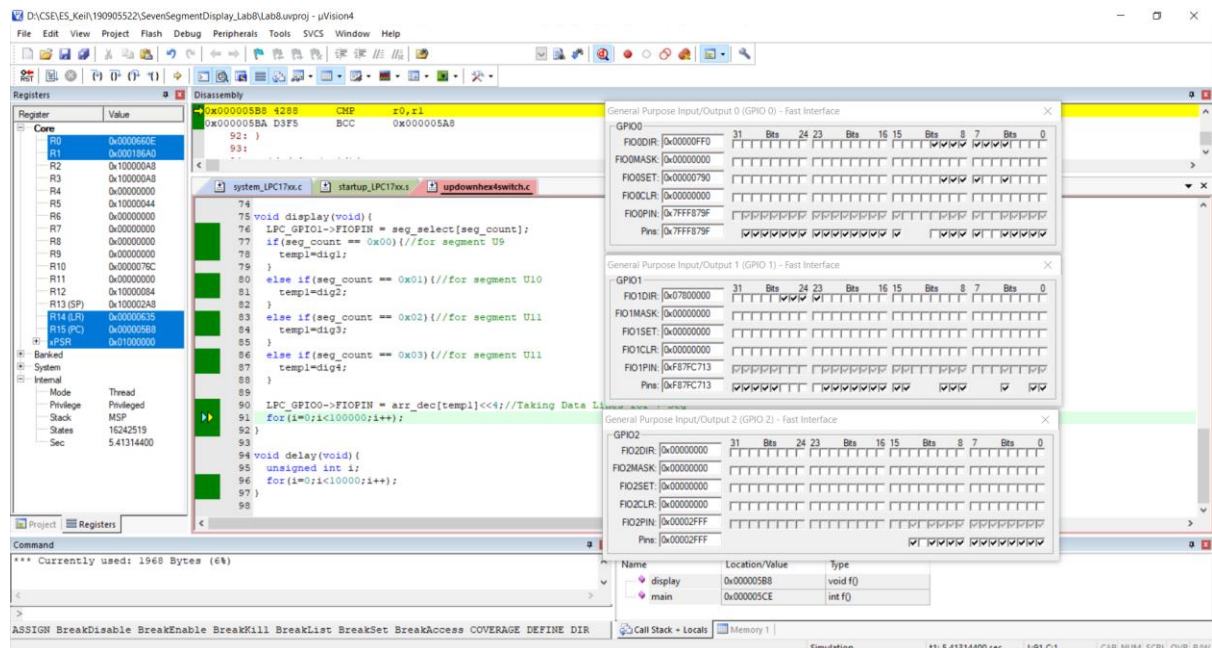 D:\CSE\ES_Keil\190905522\SevenSegmentDisplay_Lab8\Lab8.uvproj - µVision4
File Edit View Project Flash Debug Peripherals Tools SVCS Window Help
Registers
Disassembly
Register Value
Core
R0 0x0000660E
R1 0x000186A0
R2 0x100000A8
R3 0x100000A8
R4 0x00000000
R5 0x10000044
R6 0x00000000
R7 0x00000000
R8 0x00000000
R9 0x00000000
R10 0x0000076C
R11 0x00000000
R12 0x10000084
R13 (SP) 0x100002A8
R14 (LR) 0x00000635
R15 (PC) 0x000005B8
xPSR 0x01000000
Banked
System
Internal
Mode Thread
Privilege Privileged
Stack MSP
States 16242519
Sec 5.41314400
Project Registers
0x000005B8 4288 CMP r0,r1
0x000005BA D3F5 BCC 0x000005A8
92: }
93:
system_LPC17xx.c startup_LPC17xx.s updownhex4switch.c
74
75 void display(void){
76 LPC_GPIO1->FIOPIN = seg_select[seg_count];
77 if(seg_count == 0x00){//for segment U9
78 temp1=dig1;
79 }
80 else if(seg_count == 0x01){//for segment U10
81 temp1=dig2;
82 }
83 else if(seg_count == 0x02){//for segment U11
84 temp1=dig3;
85 }
86 else if(seg_count == 0x03){//for segment U11
87 temp1=dig4;
88 }
89
90 LPC_GPIO0->FIOPIN = arr_dec[temp1]<<4;//Taking Data Lines
91 for(i=0;i<100000;i++);
92 }
93
94 void delay(void){
95 unsigned int i;
96 for(i=0;i<10000;i++);
97 }
98
General Purpose Input/Output 0 (GPIO 0) - Fast Interface
GPIO0
31 Bits 24 23 Bits 16 15 Bits 8 7 Bits 0
FIO0DIR: 0x00000FF0
FIO0MASK: 0x00000000
FIO0SET: 0x00000790
FIO0CLR: 0x00000000
FIO0PIN: 0x7FFF879F
Pins: 0x7FFF879F
General Purpose Input/Output 1 (GPIO 1) - Fast Interface
GPIO1
31 Bits 24 23 Bits 16 15 Bits 8 7 Bits 0
FIO1DIR: 0x07800000
FIO1MASK: 0x00000000
FIO1SET: 0x00000000
FIO1CLR: 0x00000000
FIO1PIN: 0xF87FC713
Pins: 0xF87FC713
General Purpose Input/Output 2 (GPIO 2) - Fast Interface
GPIO2
31 Bits 24 23 Bits 16 15 Bits 8 7 Bits 0
FIO2DIR: 0x00000000
FIO2MASK: 0x00000000
FIO2SET: 0x00000000
FIO2CLR: 0x00000000
FIO2PIN: 0x00002FFF
Pins: 0x00002FFF
Command
*** Currently used: 1968 Bytes (6%)
>
ASSIGN BreakDisable BreakEnable BreakKill BreakList BreakSet BreakAccess COVERAGE DEFINE DIR
Name Location/Value Type
display 0x000005B8 void f()
main 0x000005CE int f()
Call Stack + Locals Memory 1
Simulation t1: 5.41314400 sec L:91 C:1 CAP NUM SCRL OVR R/W